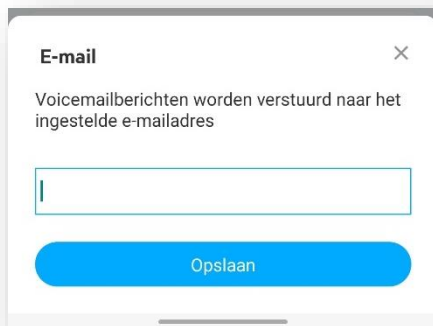 E-mail
Voicemailberichten worden verstuurd naar het
ingestelde e-mailadres
Opslaan